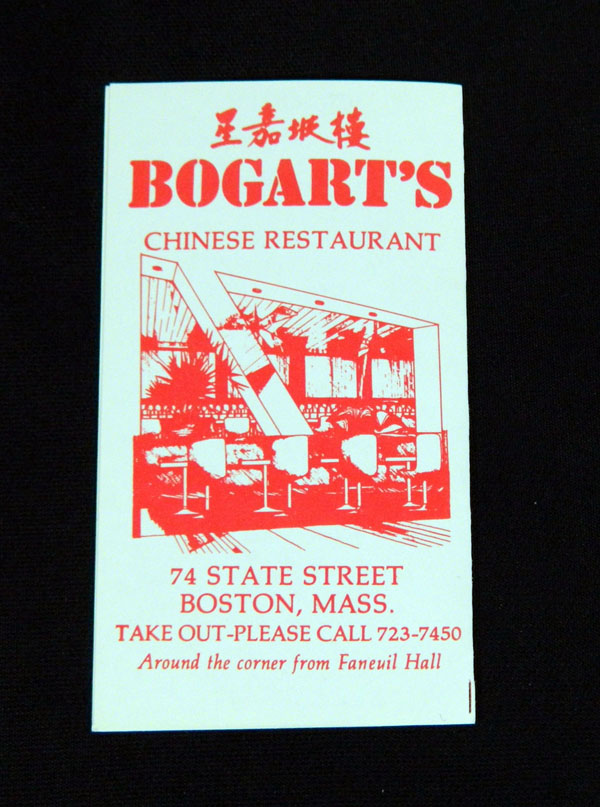 星嘉坡樓
BOGART'S
CHINESE RESTAURANT
74 STATE STREET
BOSTON, MASS.
TAKE OUT-PLEASE CALL 723-7450
Around the corner from Faneuil Hall